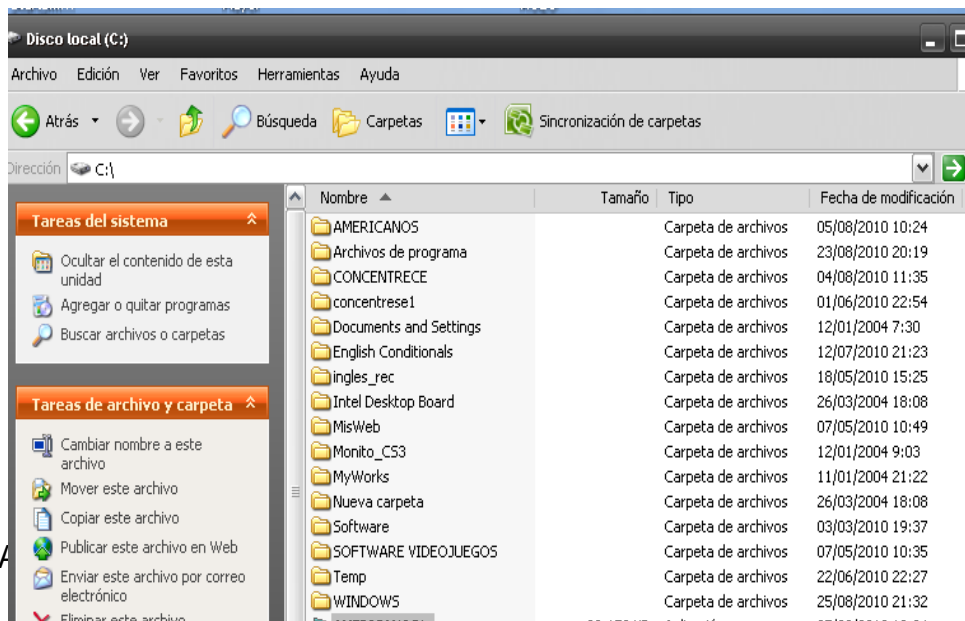 Disco local (C:)
Archivo Edición Ver Favoritos Herramientas Ayuda
Atrás Búsqueda Carpetas Sincronización de carpetas
Dirección C:\
Tareas del sistema
Ocultar el contenido de esta
unidad
Agregar o quitar programas
Buscar archivos o carpetas
Tareas de archivo y carpeta
Cambiar nombre a este
archivo
Mover este archivo
Copiar este archivo
Publicar este archivo en Web
Enviar este archivo por correo
electrónico
Eliminar este archivo
Nombre Tamaño Tipo Fecha de modificación
AMERICANOS Carpeta de archivos 05/08/2010 10:24
Archivos de programa Carpeta de archivos 23/08/2010 20:19
CONCENTRECE Carpeta de archivos 04/08/2010 11:35
concentrese1 Carpeta de archivos 01/06/2010 22:54
Documents and Settings Carpeta de archivos 12/01/2004 7:30
English Conditionals Carpeta de archivos 12/07/2010 21:23
ingles_rec Carpeta de archivos 18/05/2010 15:25
Intel Desktop Board Carpeta de archivos 26/03/2004 18:08
MisWeb Carpeta de archivos 07/05/2010 10:49
Monito_CS3 Carpeta de archivos 12/01/2004 9:03
MyWorks Carpeta de archivos 11/01/2004 21:22
Nueva carpeta Carpeta de archivos 26/03/2004 18:08
Software Carpeta de archivos 03/03/2010 19:37
SOFTWARE VIDEOJUEGOS Carpeta de archivos 07/05/2010 10:35
Temp Carpeta de archivos 22/06/2010 22:27
WINDOWS Carpeta de archivos 25/08/2010 21:32